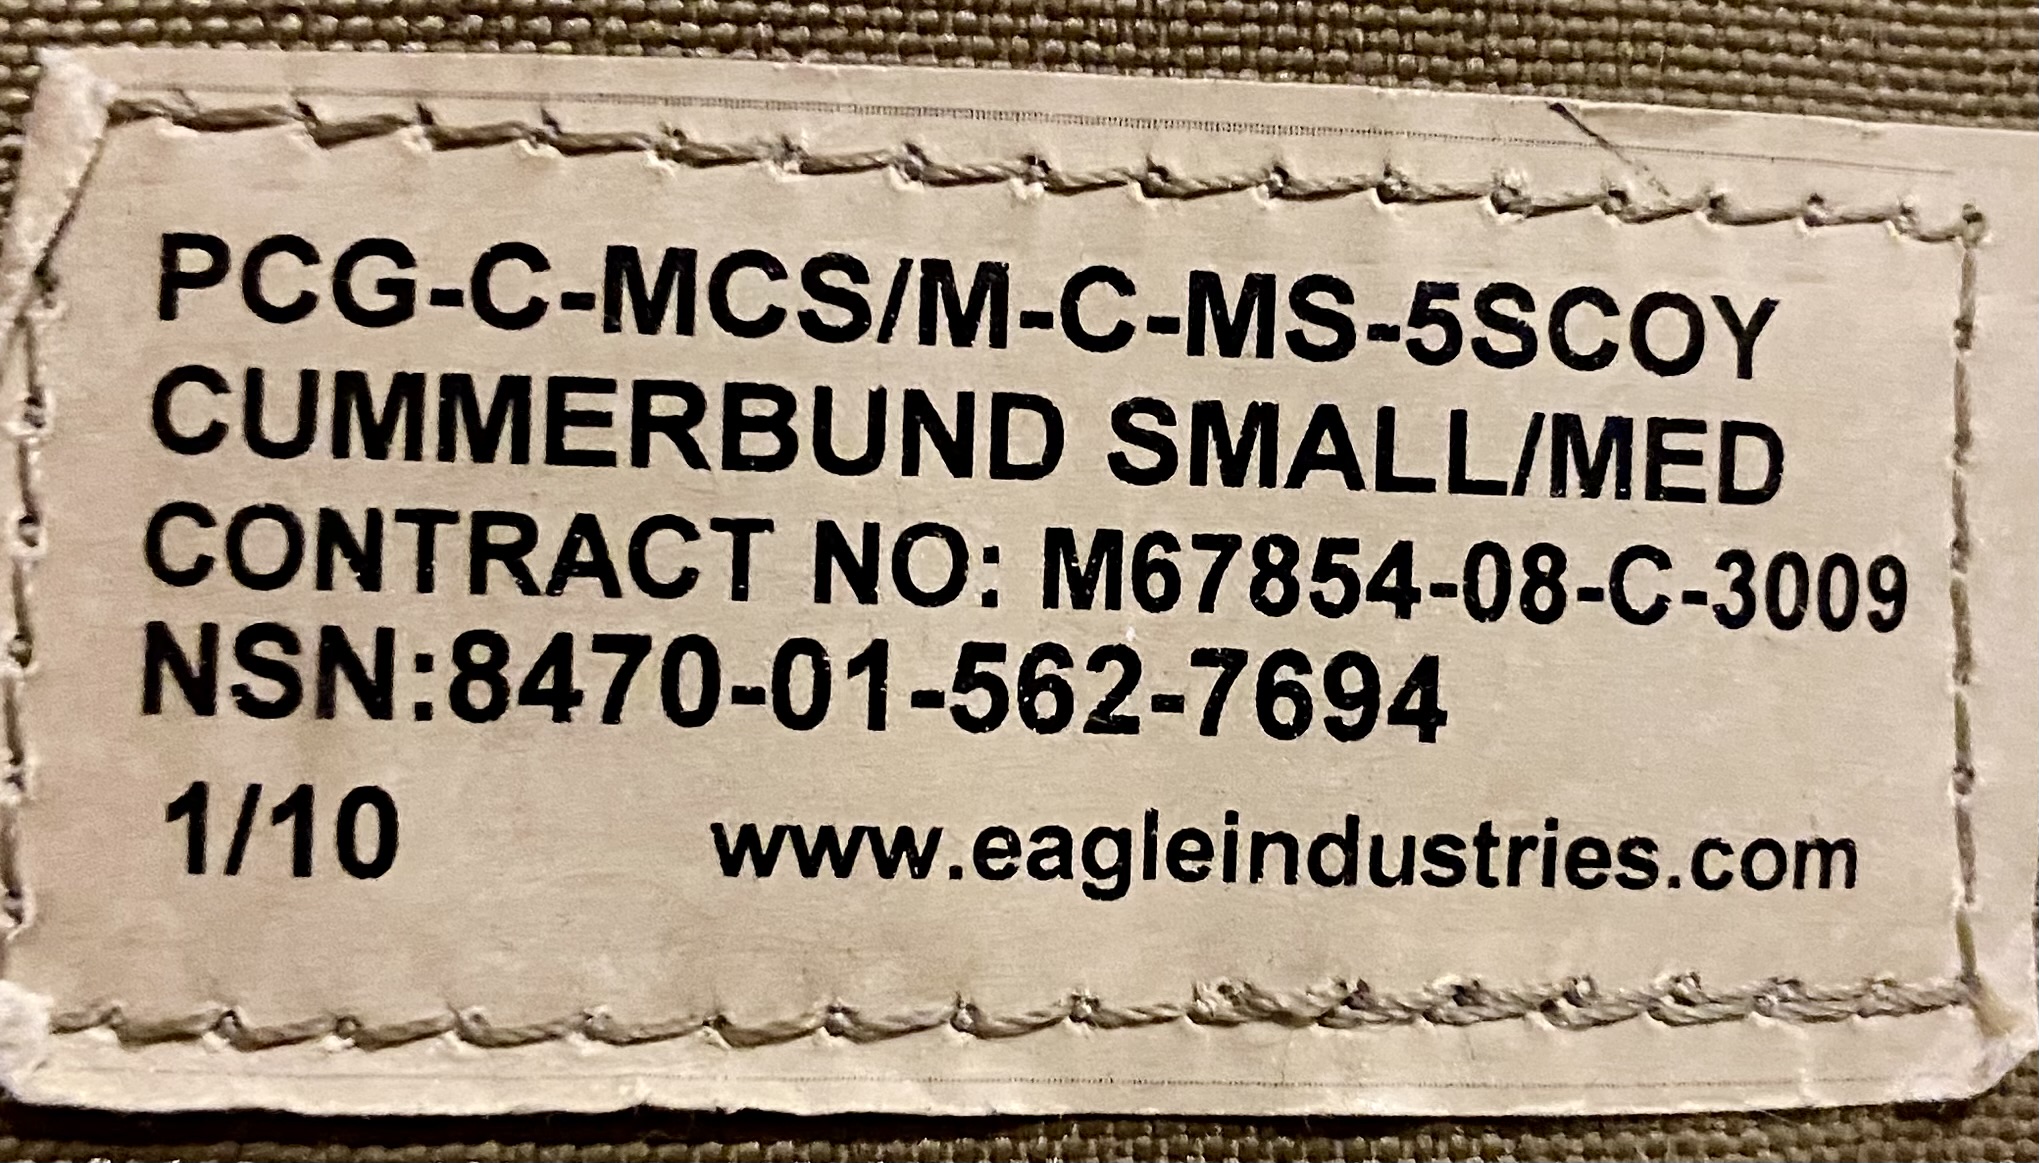 PCG-C-MCS/M-C-MS-5SCOY
CUMMERBUND SMALL/MED
CONTRACT NO: M67854-08-C-3009
NSN:8470-01-562-7694
1/10 www.eagleindustries.com